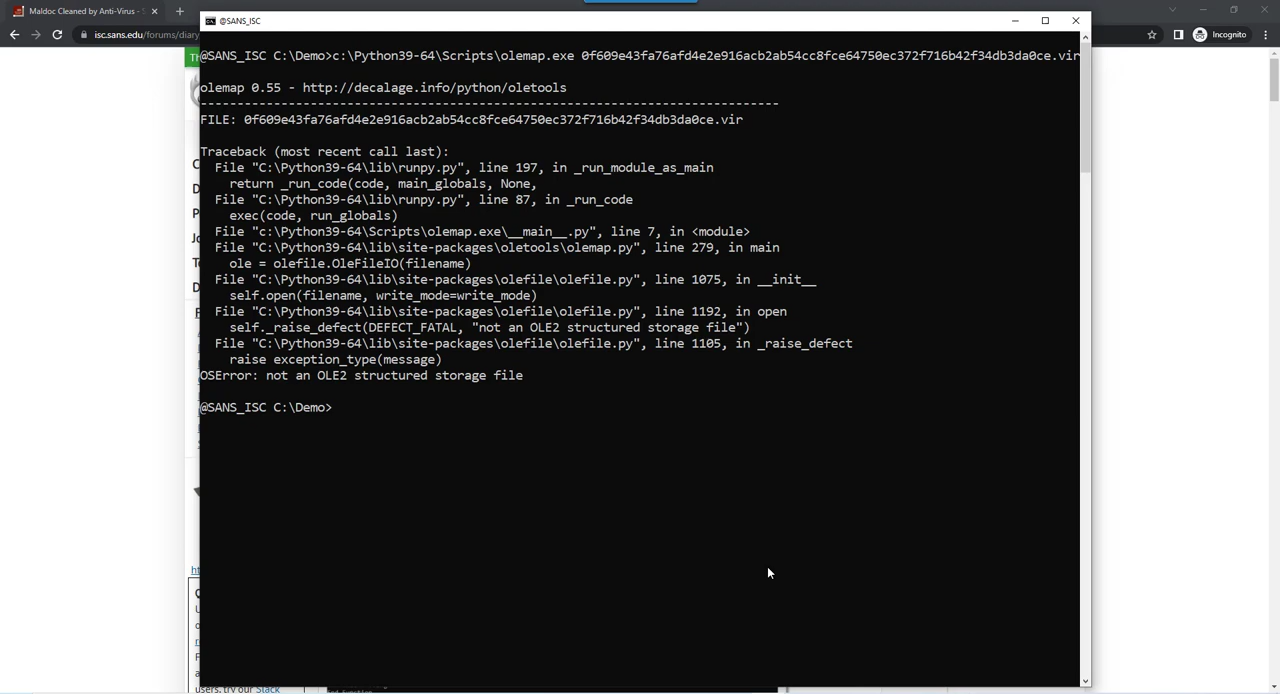 Maldoc Cleaned by Anti-Virus - S
isc.sans.edu/forums/diary
Incognito
@SANS_ISC
@SANS_ISC C:\Demo>c:\Python39-64\Scripts\olemap.exe 0f609e43fa76afd4e2e916acb2ab54cc8fce64750ec372f716b42f34db3da0ce.vir
olemap 0.55 - http://decalage.info/python/oletools
-------------------------------------------------------------------------------
FILE: 0f609e43fa76afd4e2e916acb2ab54cc8fce64750ec372f716b42f34db3da0ce.vir
Traceback (most recent call last):
File "C:\Python39-64\lib\runpy.py", line 197, in _run_module_as_main
return _run_code(code, main_globals, None,
File "C:\Python39-64\lib\runpy.py", line 87, in _run_code
exec(code, run_globals)
File "c:\Python39-64\Scripts\olemap.exe\__main__.py", line 7, in <module>
File "C:\Python39-64\lib\site-packages\oletools\olemap.py", line 279, in main
ole = olefile.OleFileIO(filename)
File "C:\Python39-64\lib\site-packages\olefile\olefile.py", line 1075, in __init__
self.open(filename, write_mode=write_mode)
File "C:\Python39-64\lib\site-packages\olefile\olefile.py", line 1192, in open
self._raise_defect(DEFECT_FATAL, "not an OLE2 structured storage file")
File "C:\Python39-64\lib\site-packages\olefile\olefile.py", line 1105, in _raise_defect
raise exception_type(message)
OSError: not an OLE2 structured storage file
@SANS_ISC C:\Demo>
users, try our Slack